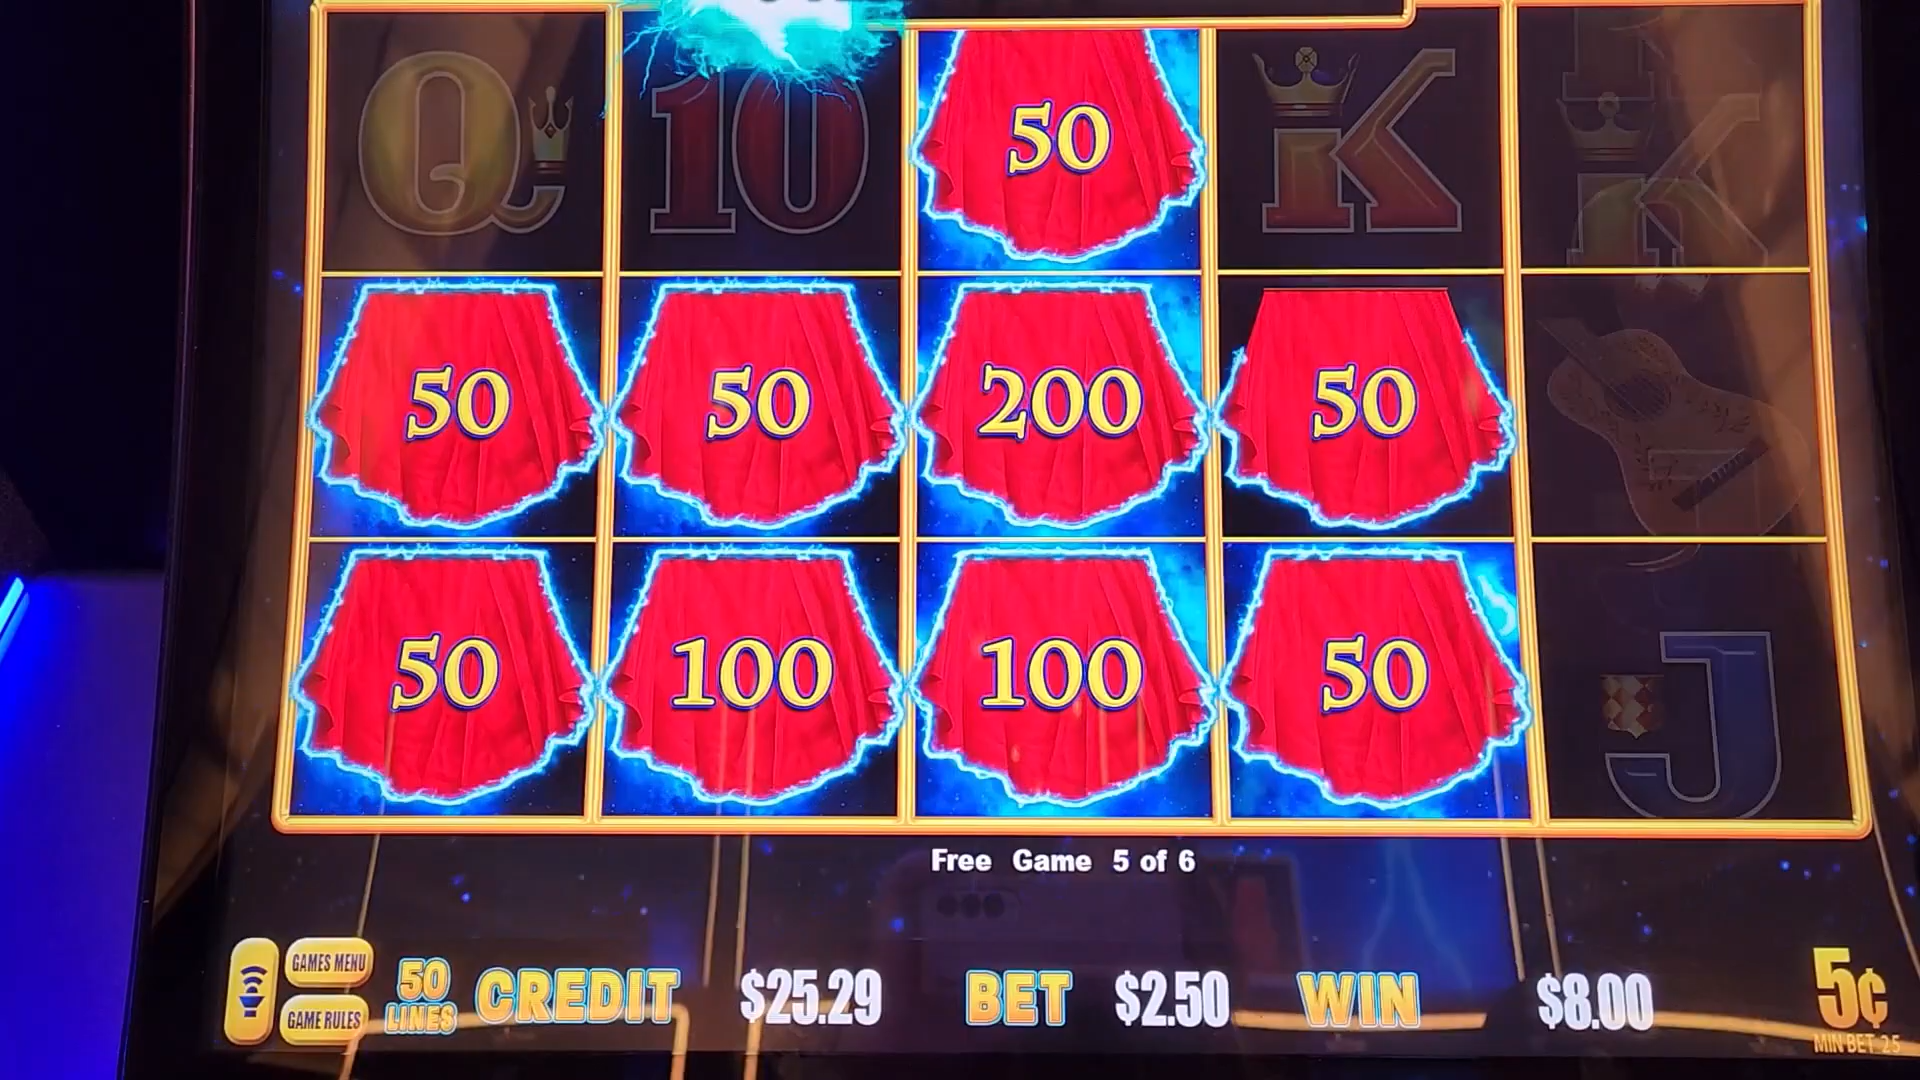 Q 10 50 K K
50 50 200 50
50 100 100 50 J
Free Game 5 of 6
GAMES MENU
GAME RULES
50 LINES
CREDIT $25.29 BET $2.50 WIN $8.00 5¢
MIN BET 25